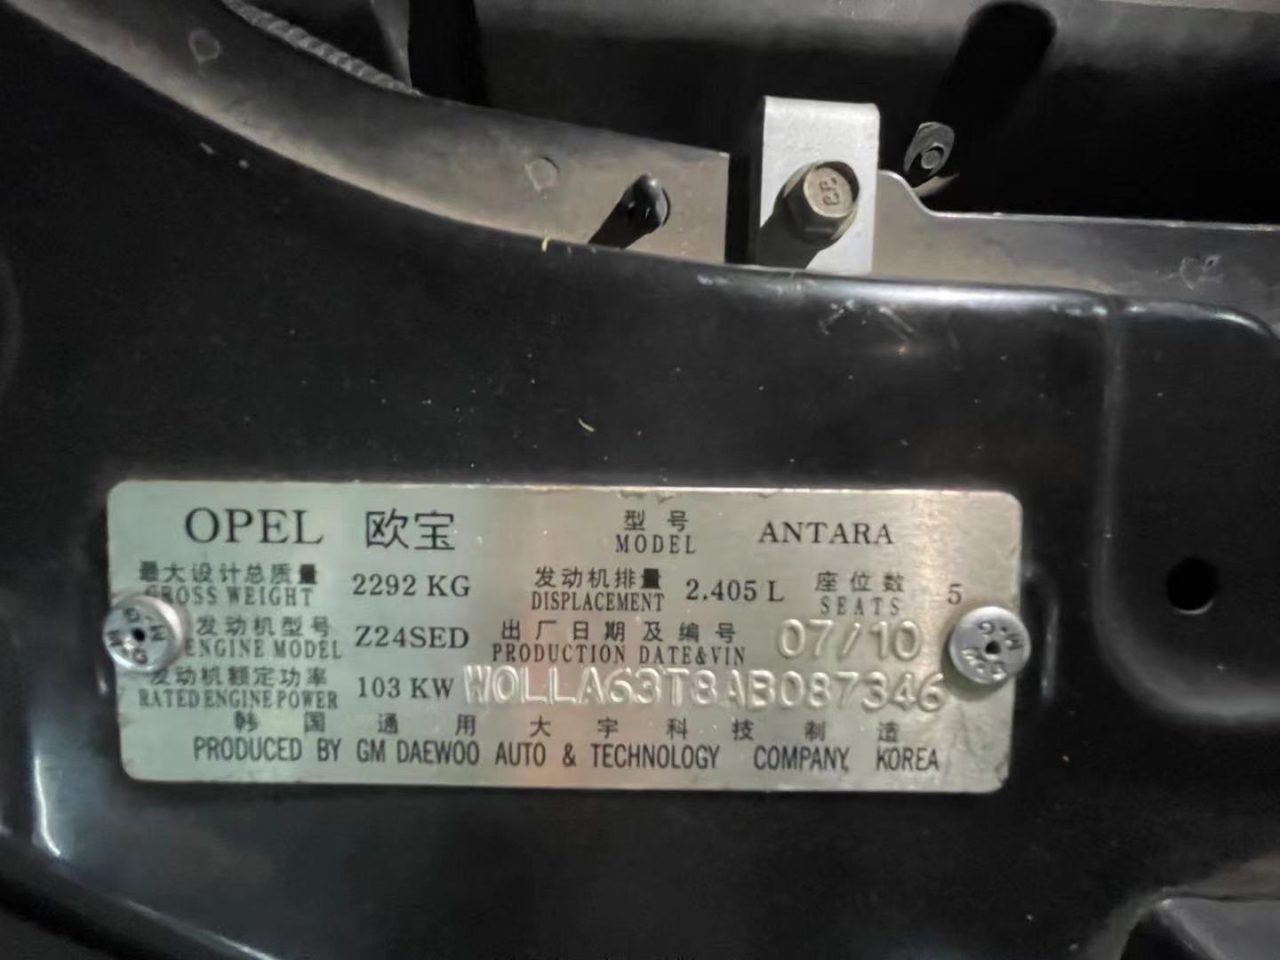 OPEL 欧宝 型号 MODEL ANTARA
最大设计总质量 GROSS WEIGHT 2292 KG 发动机排量 DISPLACEMENT 2.405 L 座位数 SEATS 5
发动机型号 ENGINE MODEL Z24SED 出厂日期及编号 PRODUCTION DATE&VIN 07/10
发动机额定功率 RATED ENGINE POWER 103 KW W0LLA63T8AB087346
韩国通用大宇科技制造
PRODUCED BY GM DAEWOO AUTO & TECHNOLOGY COMPANY, KOREA